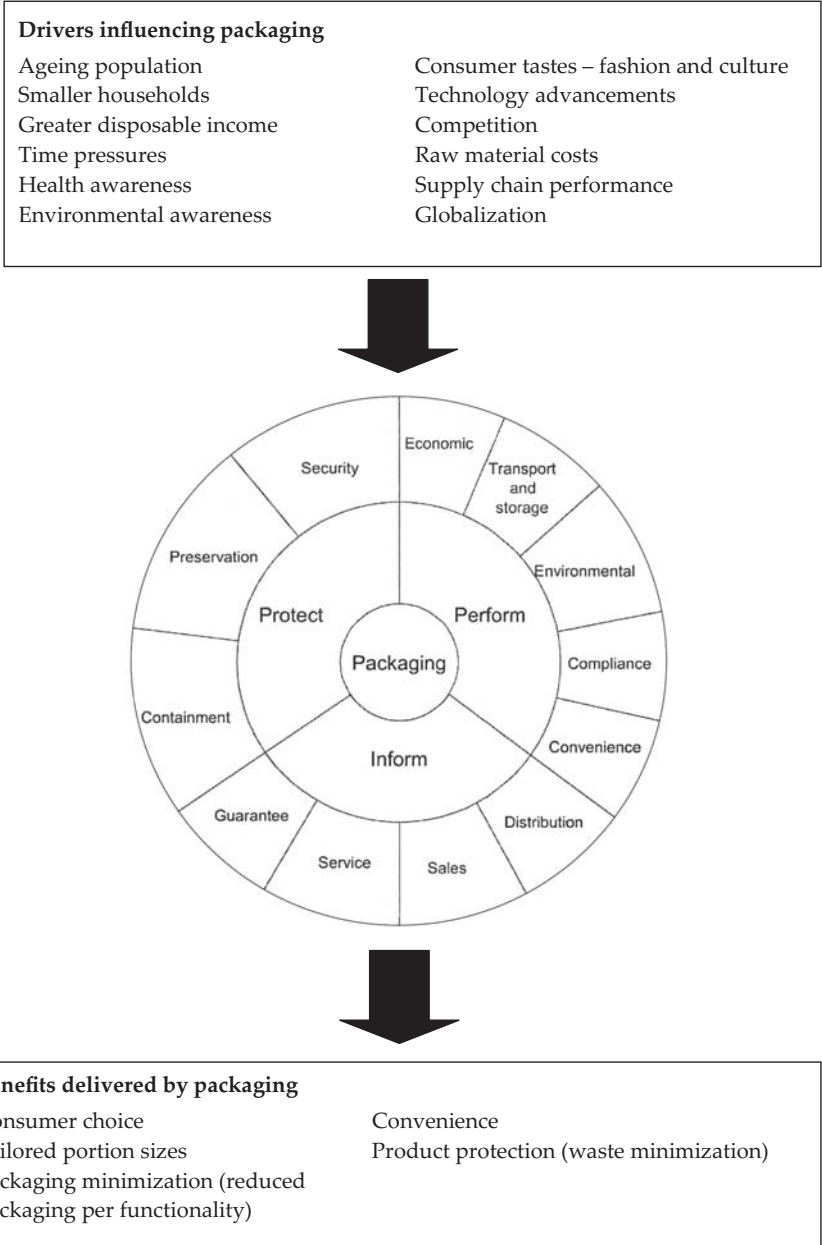 Drivers influencing packaging
Ageing population
Smaller households
Greater disposable income
Time pressures
Health awareness
Environmental awareness
Consumer tastes – fashion and culture
Technology advancements
Competition
Raw material costs
Supply chain performance
Globalization
Security
Economic
Transport
and
storage
Preservation
Environmental
Protect
Perform
Packaging
Compliance
Containment
Convenience
Inform
Guarantee
Distribution
Service
Sales
nefits delivered by packaging
onsumer choice
ilored portion sizes
ckaging minimization (reduced
ckaging per functionality)
Convenience
Product protection (waste minimization)